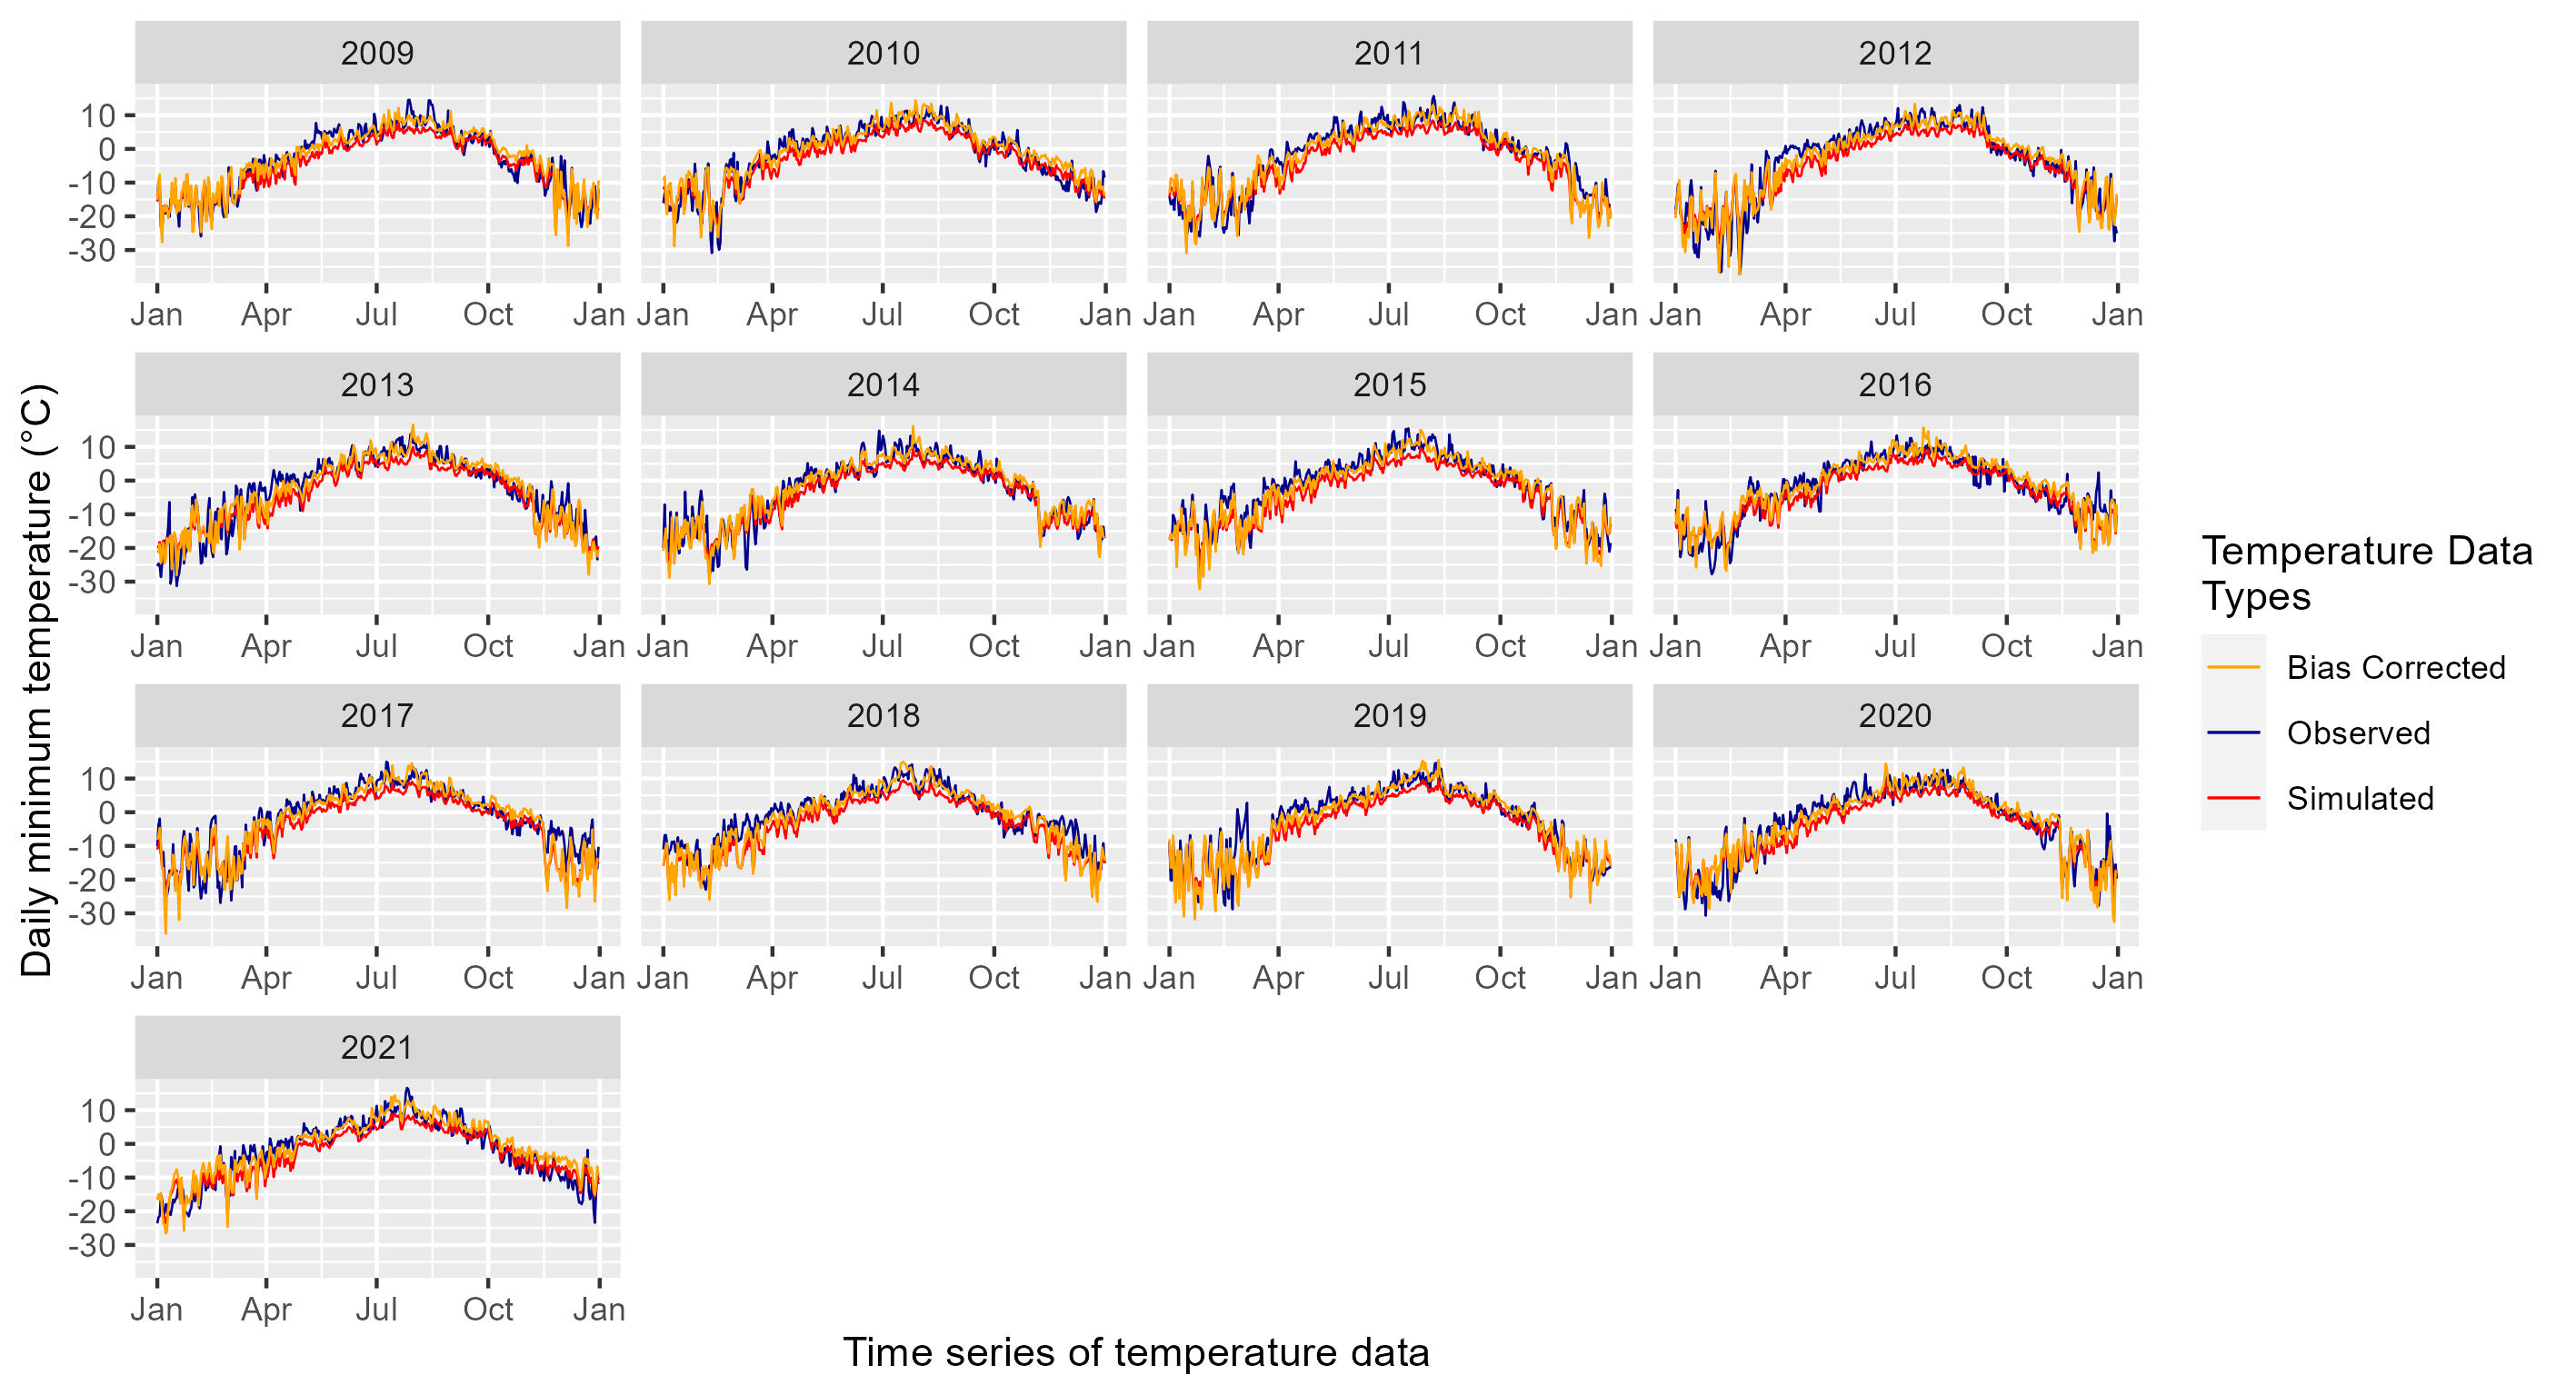 2009 2010 2011 2012
10
0
-10
-20
-30
Jan Apr Jul Oct Jan Jan Apr Jul Oct Jan Jan Apr Jul Oct Jan Jan Apr Jul Oct Jan
2013 2014 2015 2016
10
0
-10
-20
-30
Jan Apr Jul Oct Jan Jan Apr Jul Oct Jan Jan Apr Jul Oct Jan Jan Apr Jul Oct Jan
2017 2018 2019 2020
10
0
-10
-20
-30
Jan Apr Jul Oct Jan Jan Apr Jul Oct Jan Jan Apr Jul Oct Jan Jan Apr Jul Oct Jan
2021
10
0
-10
-20
-30
Jan Apr Jul Oct Jan
Daily minimum temperature (°C)
Time series of temperature data
Temperature Data
Types
Bias Corrected
Observed
Simulated